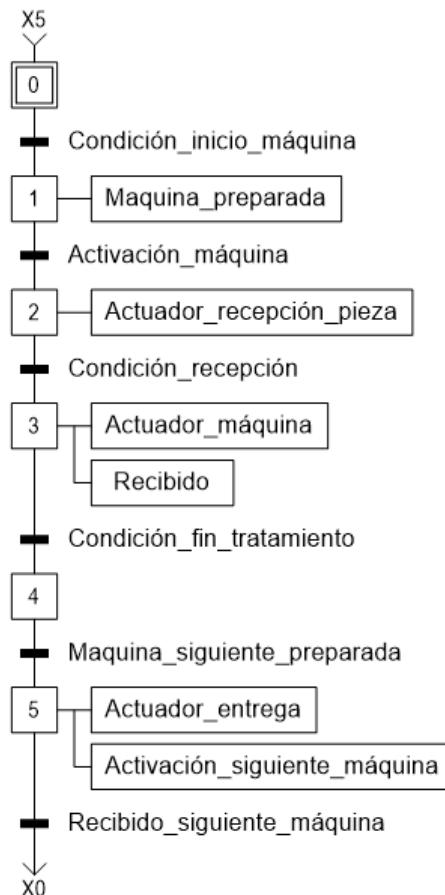 X5
0
Condición_inicio_máquina
1
Maquina_preparada
Activación_máquina
2
Actuador_recepción_pieza
Condición_recepción
3
Actuador_máquina
Recibido
Condición_fin_tratamiento
4
Maquina_siguiente_preparada
5
Actuador_entrega
Activación_siguiente_máquina
Recibido_siguiente_máquina
X0